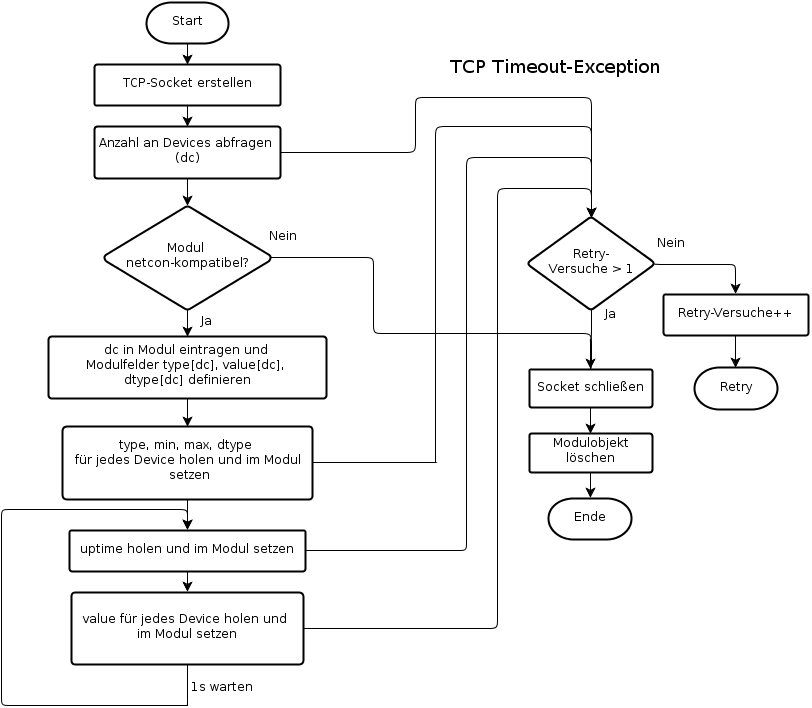 Start
TCP-Socket erstellen
TCP Timeout-Exception
Anzahl an Devices abfragen
(dc)
Modul
netcon-kompatibel?
Nein
Ja
dc in Modul eintragen und
Modulfelder type[dc], value[dc],
dtype[dc] definieren
type, min, max, dtype
für jedes Device holen und im Modul
setzen
uptime holen und im Modul setzen
value für jedes Device holen und
im Modul setzen
1s warten
Retry-
Versuche > 1
Nein
Ja
Retry-Versuche++
Retry
Socket schließen
Modulobjekt
löschen
Ende